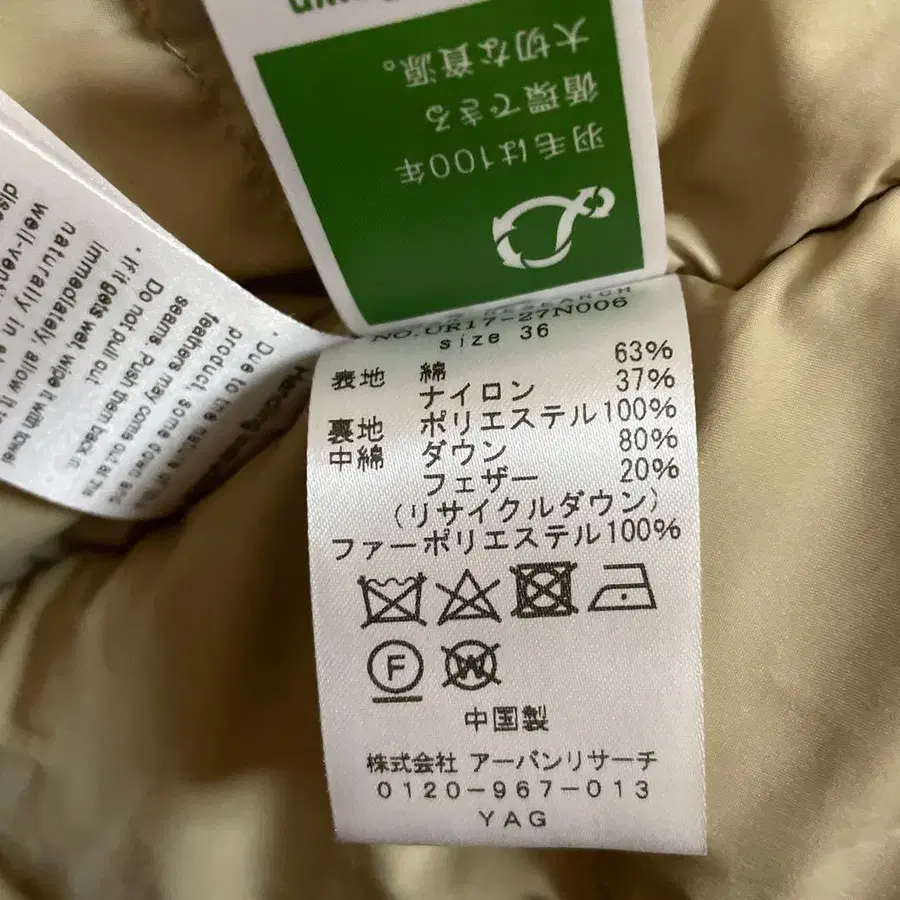 羽毛は100年
循環できる
大切な資源。
RESEARCH
NO.UR17-27N006
size 36
表地 綿 63%
ナイロン 37%
裏地 ポリエステル100%
中綿 ダウン 80%
フェザー 20%
(リサイクルダウン)
ファーポリエステル100%
F
W
中国製
株式会社 アーバンリサーチ
0120-967-013
YAG
· Due to the
product, some down and
feathers may come out at the
seams. Push them back in.
Do not pull out.
· If it gets wet, wipe it with towel
immediately, allow it
naturally in
well-venti